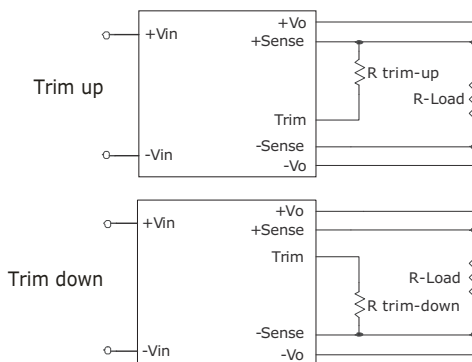 +Vo
+Vin
+Sense
R trim-up
Trim up
R-Load
Trim
-Sense
-Vin
-Vo
+Vo
+Vin
+Sense
Trim
Trim down
R-Load
R trim-down
-Sense
-Vin
-Vo